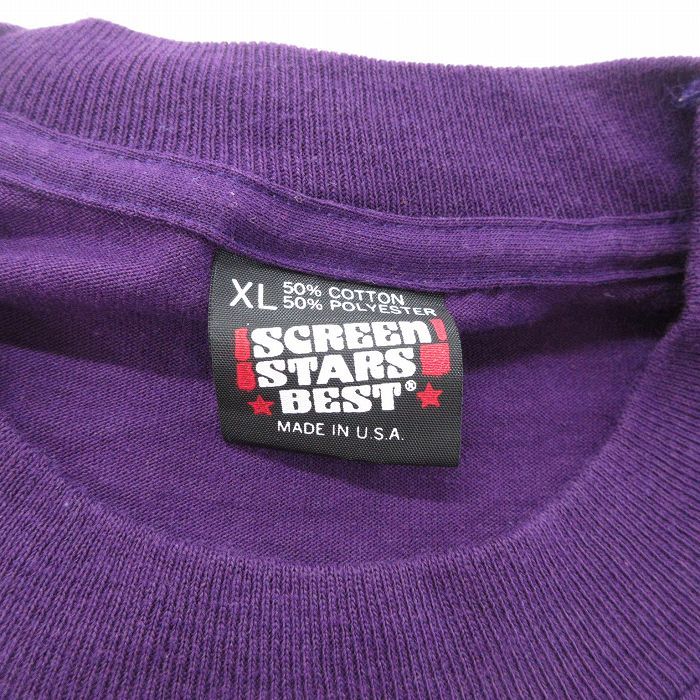 XL 50% COTTON
50% POLYESTER
SCREEN
STARS
BEST®
MADE IN U.S.A.